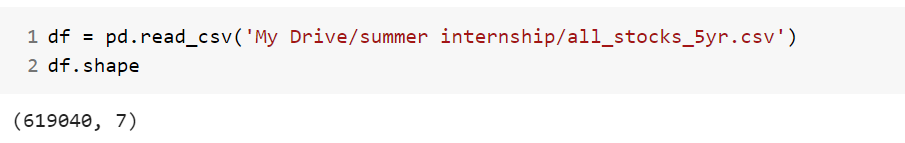 1 df = pd.read_csv('My Drive/summer internship/all_stocks_5yr.csv')
2 df.shape
(619040, 7)